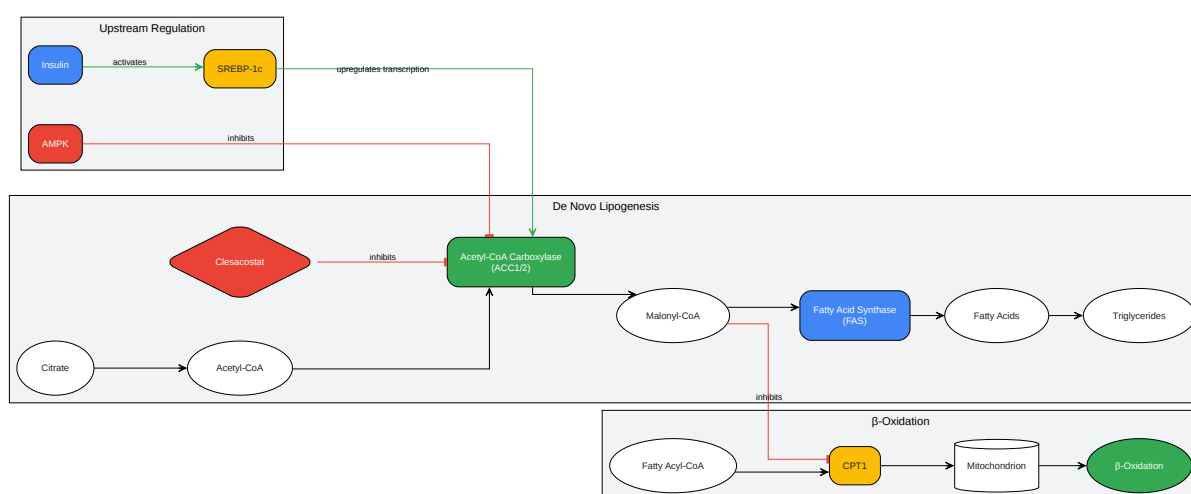 Upstream Regulation
Insulin
activates
SREBP-1c
upregulates transcription
AMPK
inhibits
De Novo Lipogenesis
Clesacostat
inhibits
Acetyl-CoA Carboxylase
(ACC1/2)
Malonyl-CoA
Fatty Acid Synthase
(FAS)
Fatty Acids
Triglycerides
Citrate
Acetyl-CoA
inhibits
β-Oxidation
Fatty Acyl-CoA
CPT1
Mitochondrion
β-Oxidation